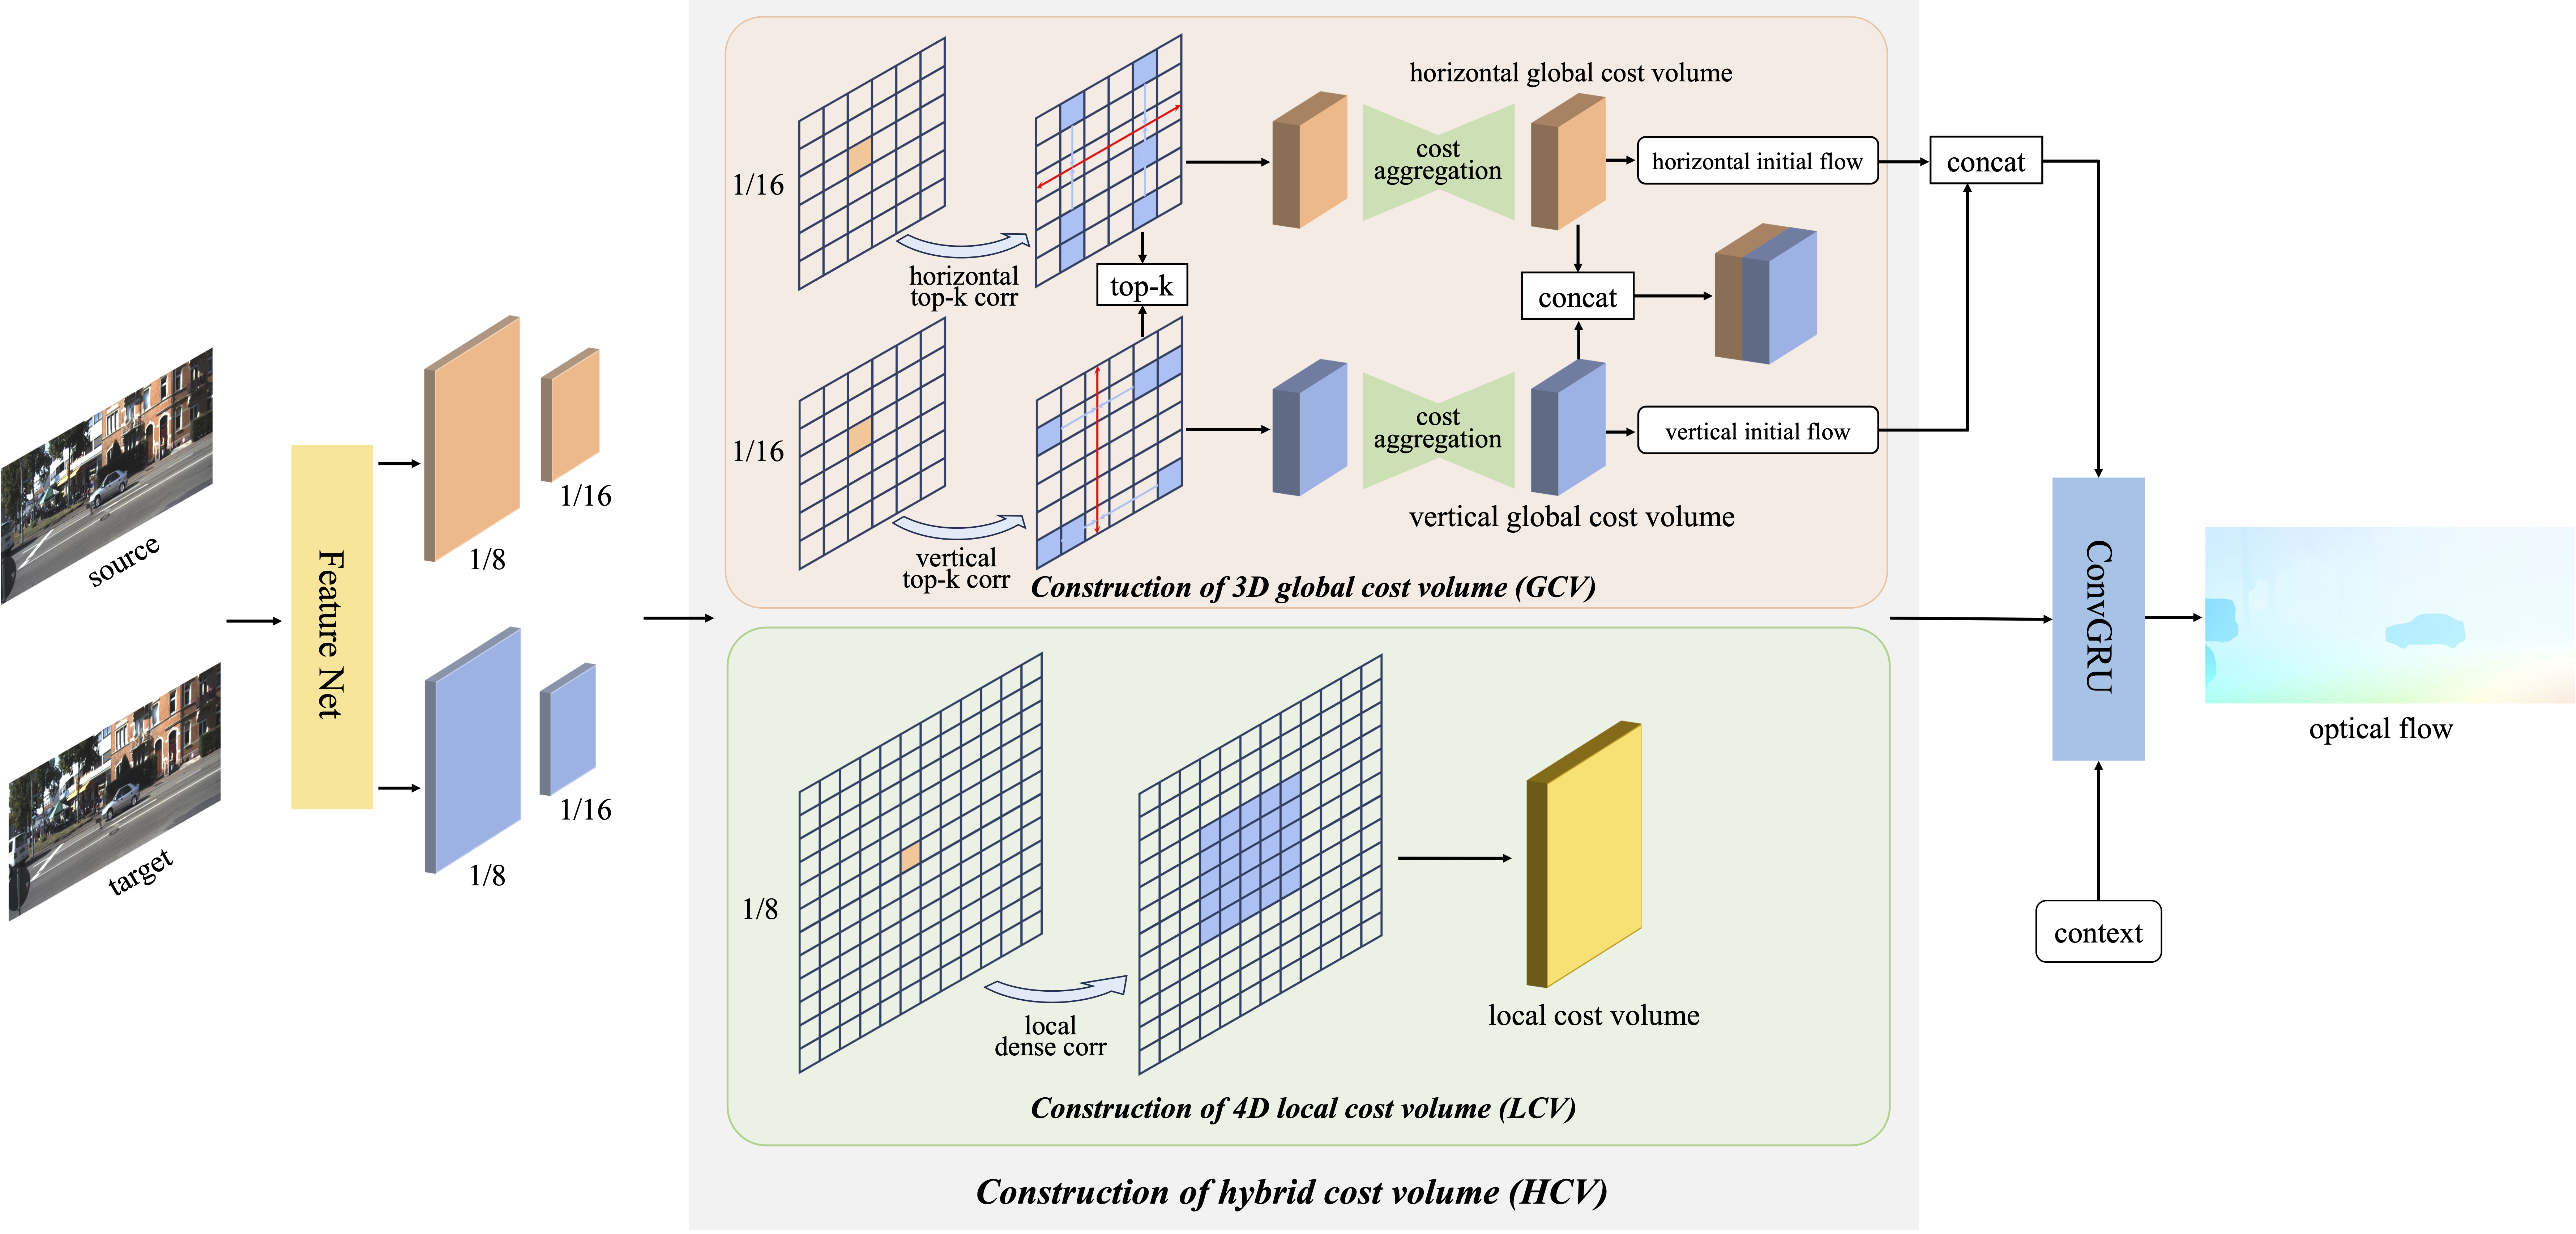 source
target
Feature Net
1/8
1/16
1/8
1/16
1/16
horizontal
top-k corr
top-k
1/16
vertical
top-k corr
horizontal global cost volume
cost
aggregation
horizontal initial flow
concat
cost
aggregation
vertical initial flow
vertical global cost volume
Construction of 3D global cost volume (GCV)
concat
1/8
local
dense corr
local cost volume
Construction of 4D local cost volume (LCV)
Construction of hybrid cost volume (HCV)
ConvGRU
context
optical flow